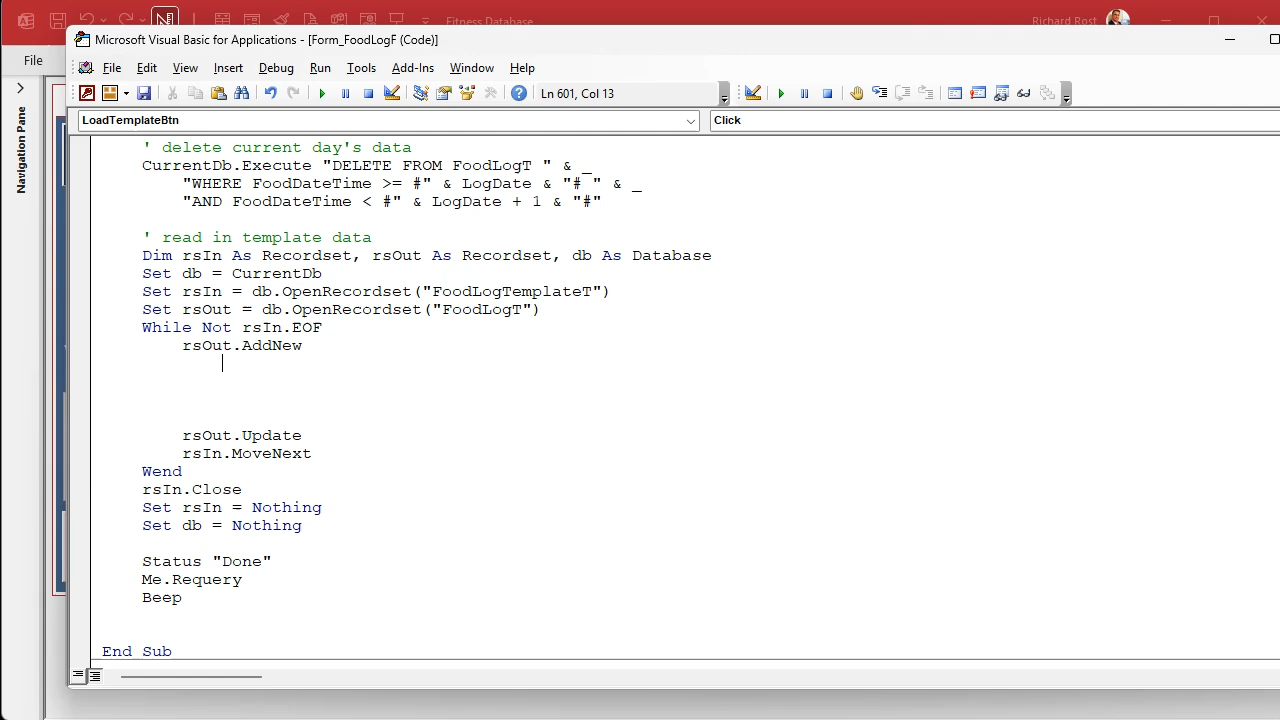 Fitness Database
Richard Rost
File
Microsoft Visual Basic for Applications - [Form_FoodLogF (Code)]
File Edit View Insert Debug Run Tools Add-Ins Window Help
Ln 601, Col 13
LoadTemplateBtn
Click
Navigation Pane
' delete current day's data
CurrentDb.Execute "DELETE FROM FoodLogT " & _
"WHERE FoodDateTime >= #" & LogDate & "# " & _
"AND FoodDateTime < #" & LogDate + 1 & "#"
' read in template data
Dim rsIn As Recordset, rsOut As Recordset, db As Database
Set db = CurrentDb
Set rsIn = db.OpenRecordset("FoodLogTemplateT")
Set rsOut = db.OpenRecordset("FoodLogT")
While Not rsIn.EOF
rsOut.AddNew
rsOut.Update
rsIn.MoveNext
Wend
rsIn.Close
Set rsIn = Nothing
Set db = Nothing
Status "Done"
Me.Requery
Beep
End Sub